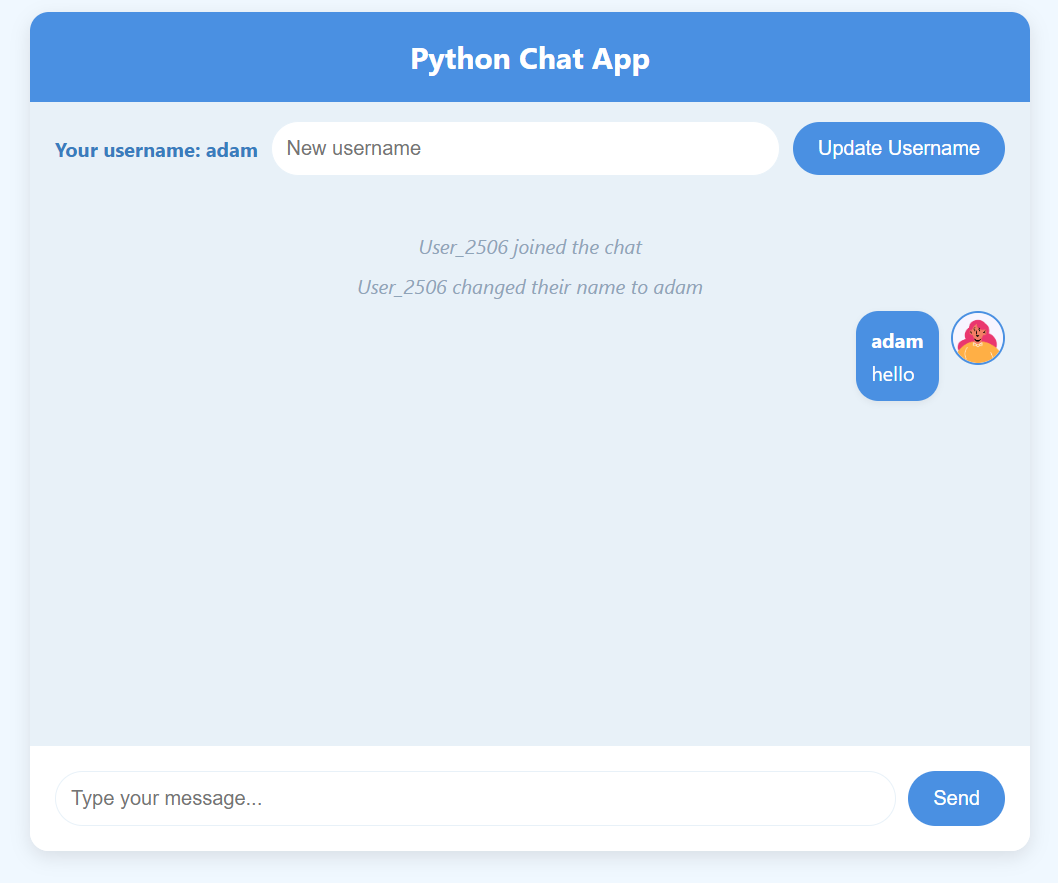 Python Chat App
Your username: adam
New username
Update Username
User_2506 joined the chat
User_2506 changed their name to adam
adam
hello
Type your message...
Send